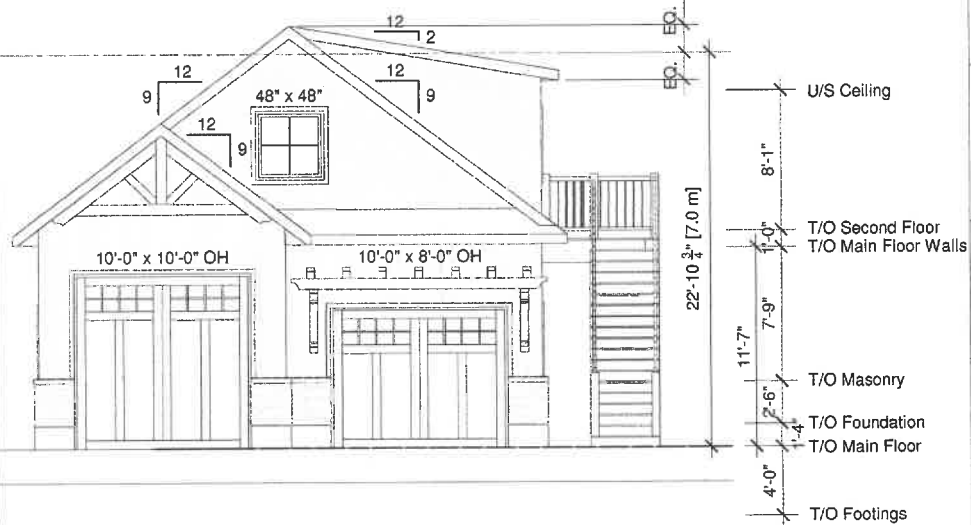 12
2
EQ.
EQ.
12
9
12
9
U/S Ceiling
48" x 48"
12
9
8'-1"
22'-10 3/4" [7.0 m]
T/O Second Floor
1'-0"
T/O Main Floor Walls
10'-0" x 10'-0" OH
10'-0" x 8'-0" OH
7'-9"
11'-7"
T/O Masonry
2'-6"
T/O Foundation
1'-4"
T/O Main Floor
4'-0"
T/O Footings